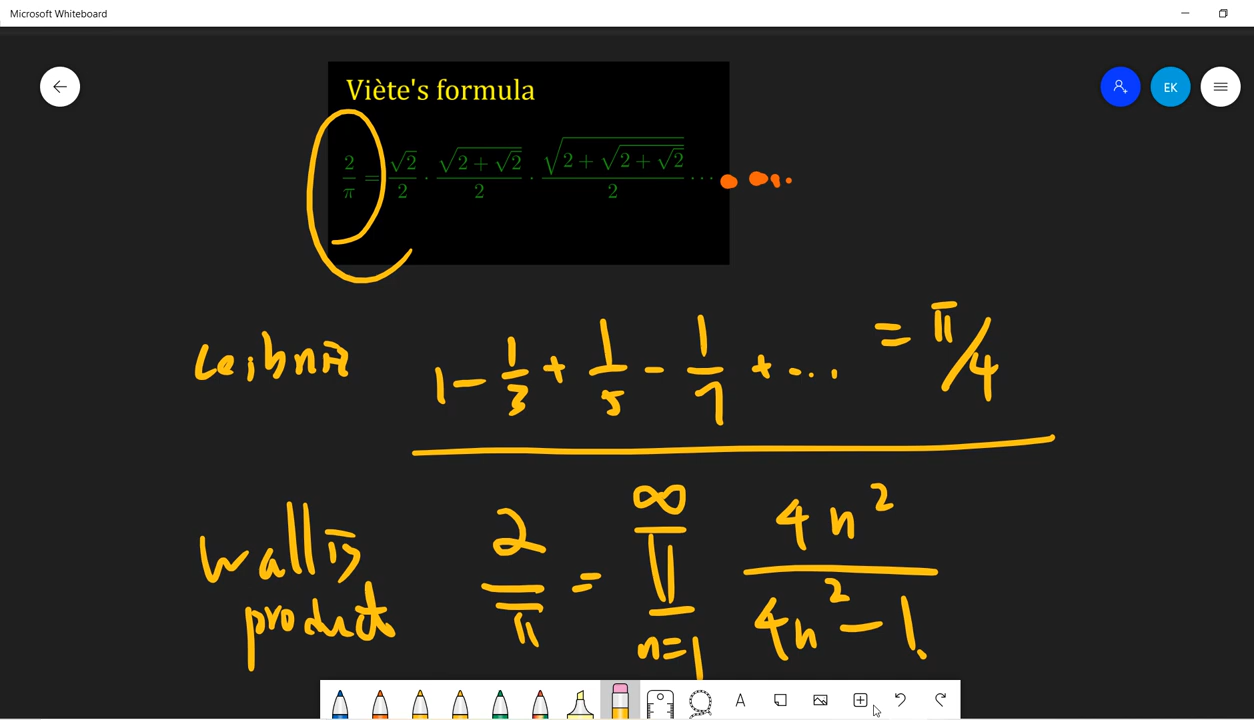 Microsoft Whiteboard
EK
Viète's formula
2/π = √2/2 · √(2+√2)/2 · √(2+√(2+√2))/2 ···
Leibniz
1 - 1/3 + 1/5 - 1/7 + ... = π/4
Wallis
product
2/π = ∏ n=1 ∞ 4n²/(4n²-1)
A